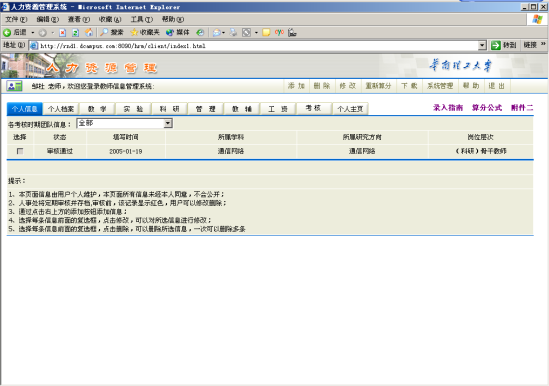 人力资源管理系统 - Microsoft Internet Explorer
文件(F) 编辑(E) 查看(V) 收藏(A) 工具(T) 帮助(H)
后退 搜索 收藏夹 媒体
地址(D) http://rndl.dcampus.com:8090/hrm/client/index1.html 转到 链接 »
人力资源管理 华南理工大学
邹杜 老师,欢迎您登录教师信息管理系统: 添加 删除 修改 重新算分 下载 系统管理 帮助 退出
个人信息 个人档案 教学 实验 科研 管理 教辅 工资 考核 个人主页 录入指南 算分公式 附件二
各考核时期团队信息: 全部
选择 状态 填写时间 所属学科 所属研究方向 岗位层次
审核通过 2005-01-19 通信网络 通信网络 (科研)骨干教师
提示:
1、本页面信息由用户个人维护,本页面所有信息未经本人同意,不会公开;
2、人事处将定期审核并存档,审核前,该记录显示红色,用户可以修改删除;
3、通过点击右上方的添加按钮添加信息;
4、选择每条信息前面的复选框,点击修改,可以对所选信息进行修改;
5、选择每条信息前面的复选框,点击删除,可以删除所选信息,一次可以删除多条